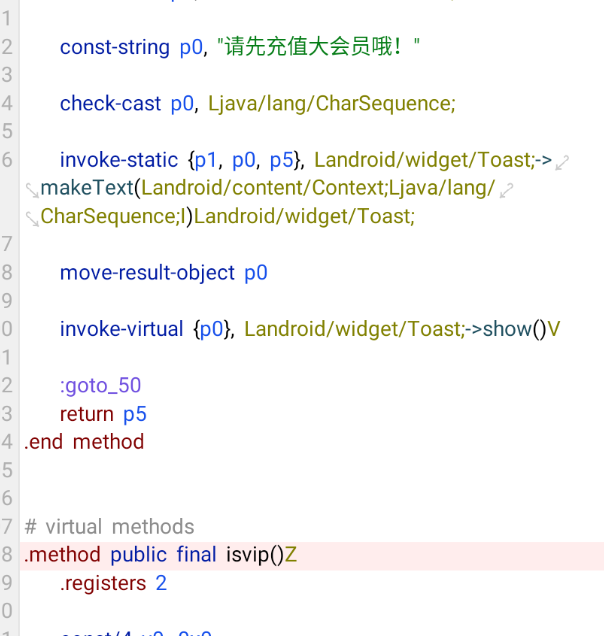 1
2 const-string p0, "请先充值大会员哦！"
3
4 check-cast p0, Ljava/lang/CharSequence;
5
6 invoke-static {p1, p0, p5}, Landroid/widget/Toast;->
makeText(Landroid/content/Context;Ljava/lang/
CharSequence;I)Landroid/widget/Toast;
7
8 move-result-object p0
9
0 invoke-virtual {p0}, Landroid/widget/Toast;->show()V
1
2 :goto_50
3 return p5
4 .end method
5
6
7 # virtual methods
8 .method public final isvip()Z
9 .registers 2
0